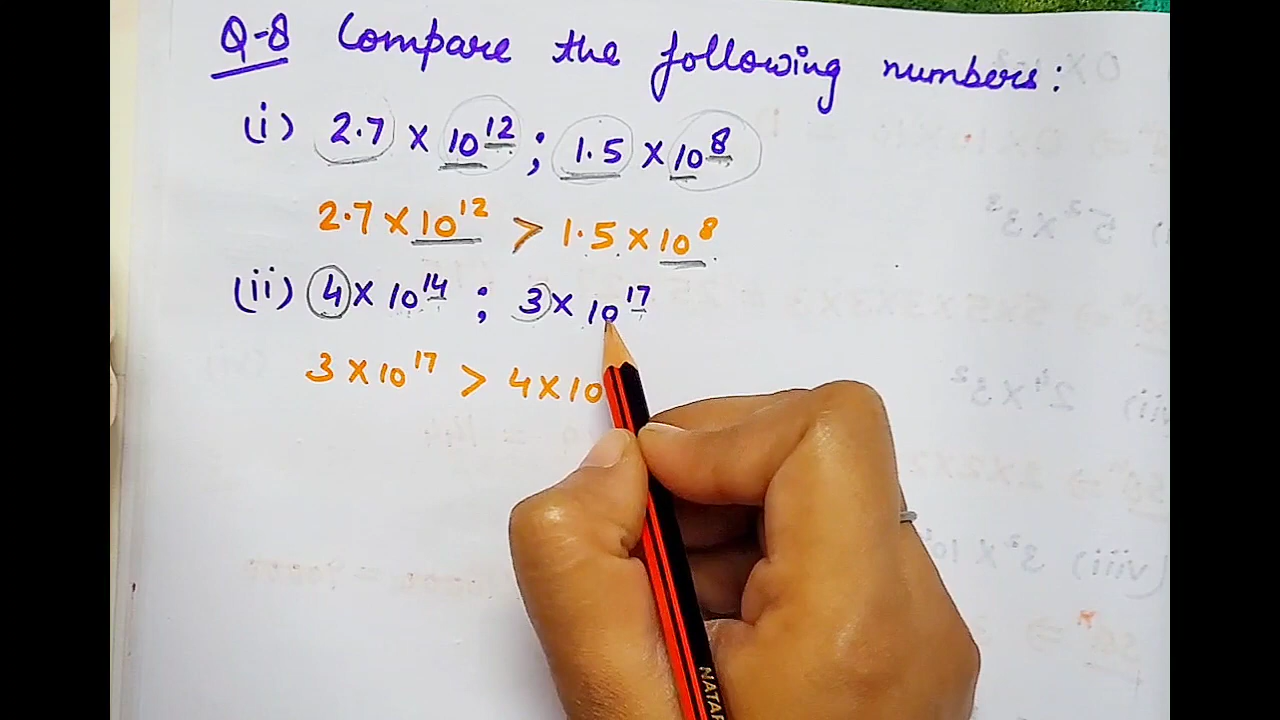 Q-8 Compare the following numbers:
(i) 2.7 × 10¹² ; 1.5 × 10⁸
2.7 × 10¹² > 1.5 × 10⁸
(ii) 4 × 10¹⁴ ; 3 × 10¹⁷
3 × 10¹⁷ > 4 × 10
NATAR